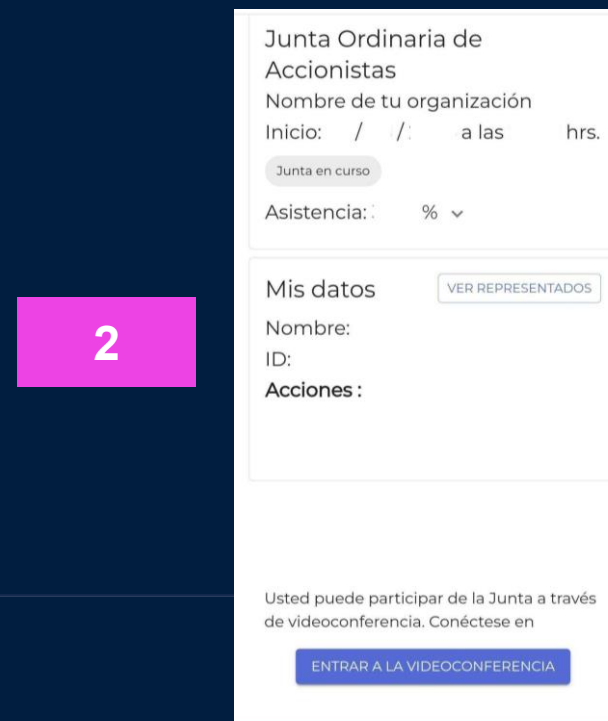 Junta Ordinaria de
Accionistas
Nombre de tu organización
Inicio: / / a las hrs.
Junta en curso
Asistencia: %
2
Mis datos
VER REPRESENTADOS
Nombre:
ID:
Acciones :
Usted puede participar de la Junta a través
de videoconferencia. Conéctese en
ENTRAR A LA VIDEOCONFERENCIA